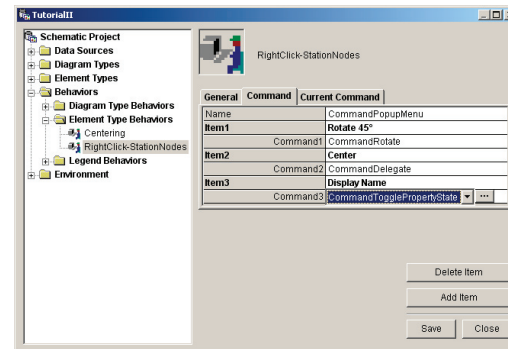 TutorialII
Schematic Project
Data Sources
Diagram Types
Element Types
Behaviors
Diagram Type Behaviors
Element Type Behaviors
Centering
RightClick-StationNodes
Legend Behaviors
Environment
RightClick-StationNodes
General Command Current Command
Name CommandPopupMenu
Item1 Rotate 45°
Command1 CommandRotate
Item2 Center
Command2 CommandDelegate
Item3 Display Name
Command3 CommandTogglePropertyState ...
Delete Item
Add Item
Save Close